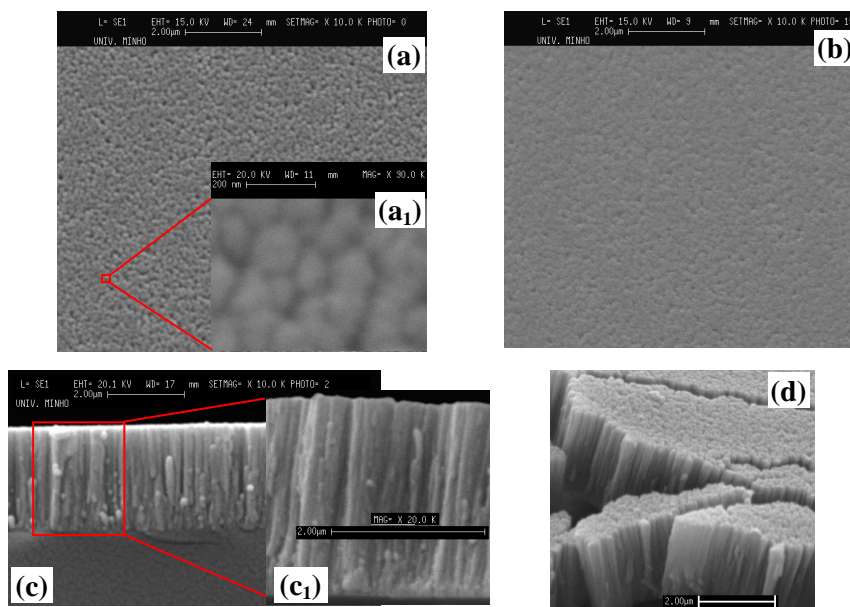 L= SE1 EHT= 15.0 KV WD= 24 mm SETMAG= X 10.0 K PHOTO= 0
2.00µm
UNIV. MINHO
(a)
EHT= 20.0 KV WD= 11 mm MAG= X 90.0 K
200 nm
(a₁)
L= SE1 EHT= 15.0 KV WD= 9 mm SETMAG= X 10.0 K PHOTO= 1
2.00µm
UNIV. MINHO
(b)
L= SE1 EHT= 20.1 KV WD= 17 mm SETMAG= X 10.0 K PHOTO= 2
2.00µm
UNIV. MINHO
(c)
MAG= X 20.0 K
2.00µm
(c₁)
(d)
2.00µm